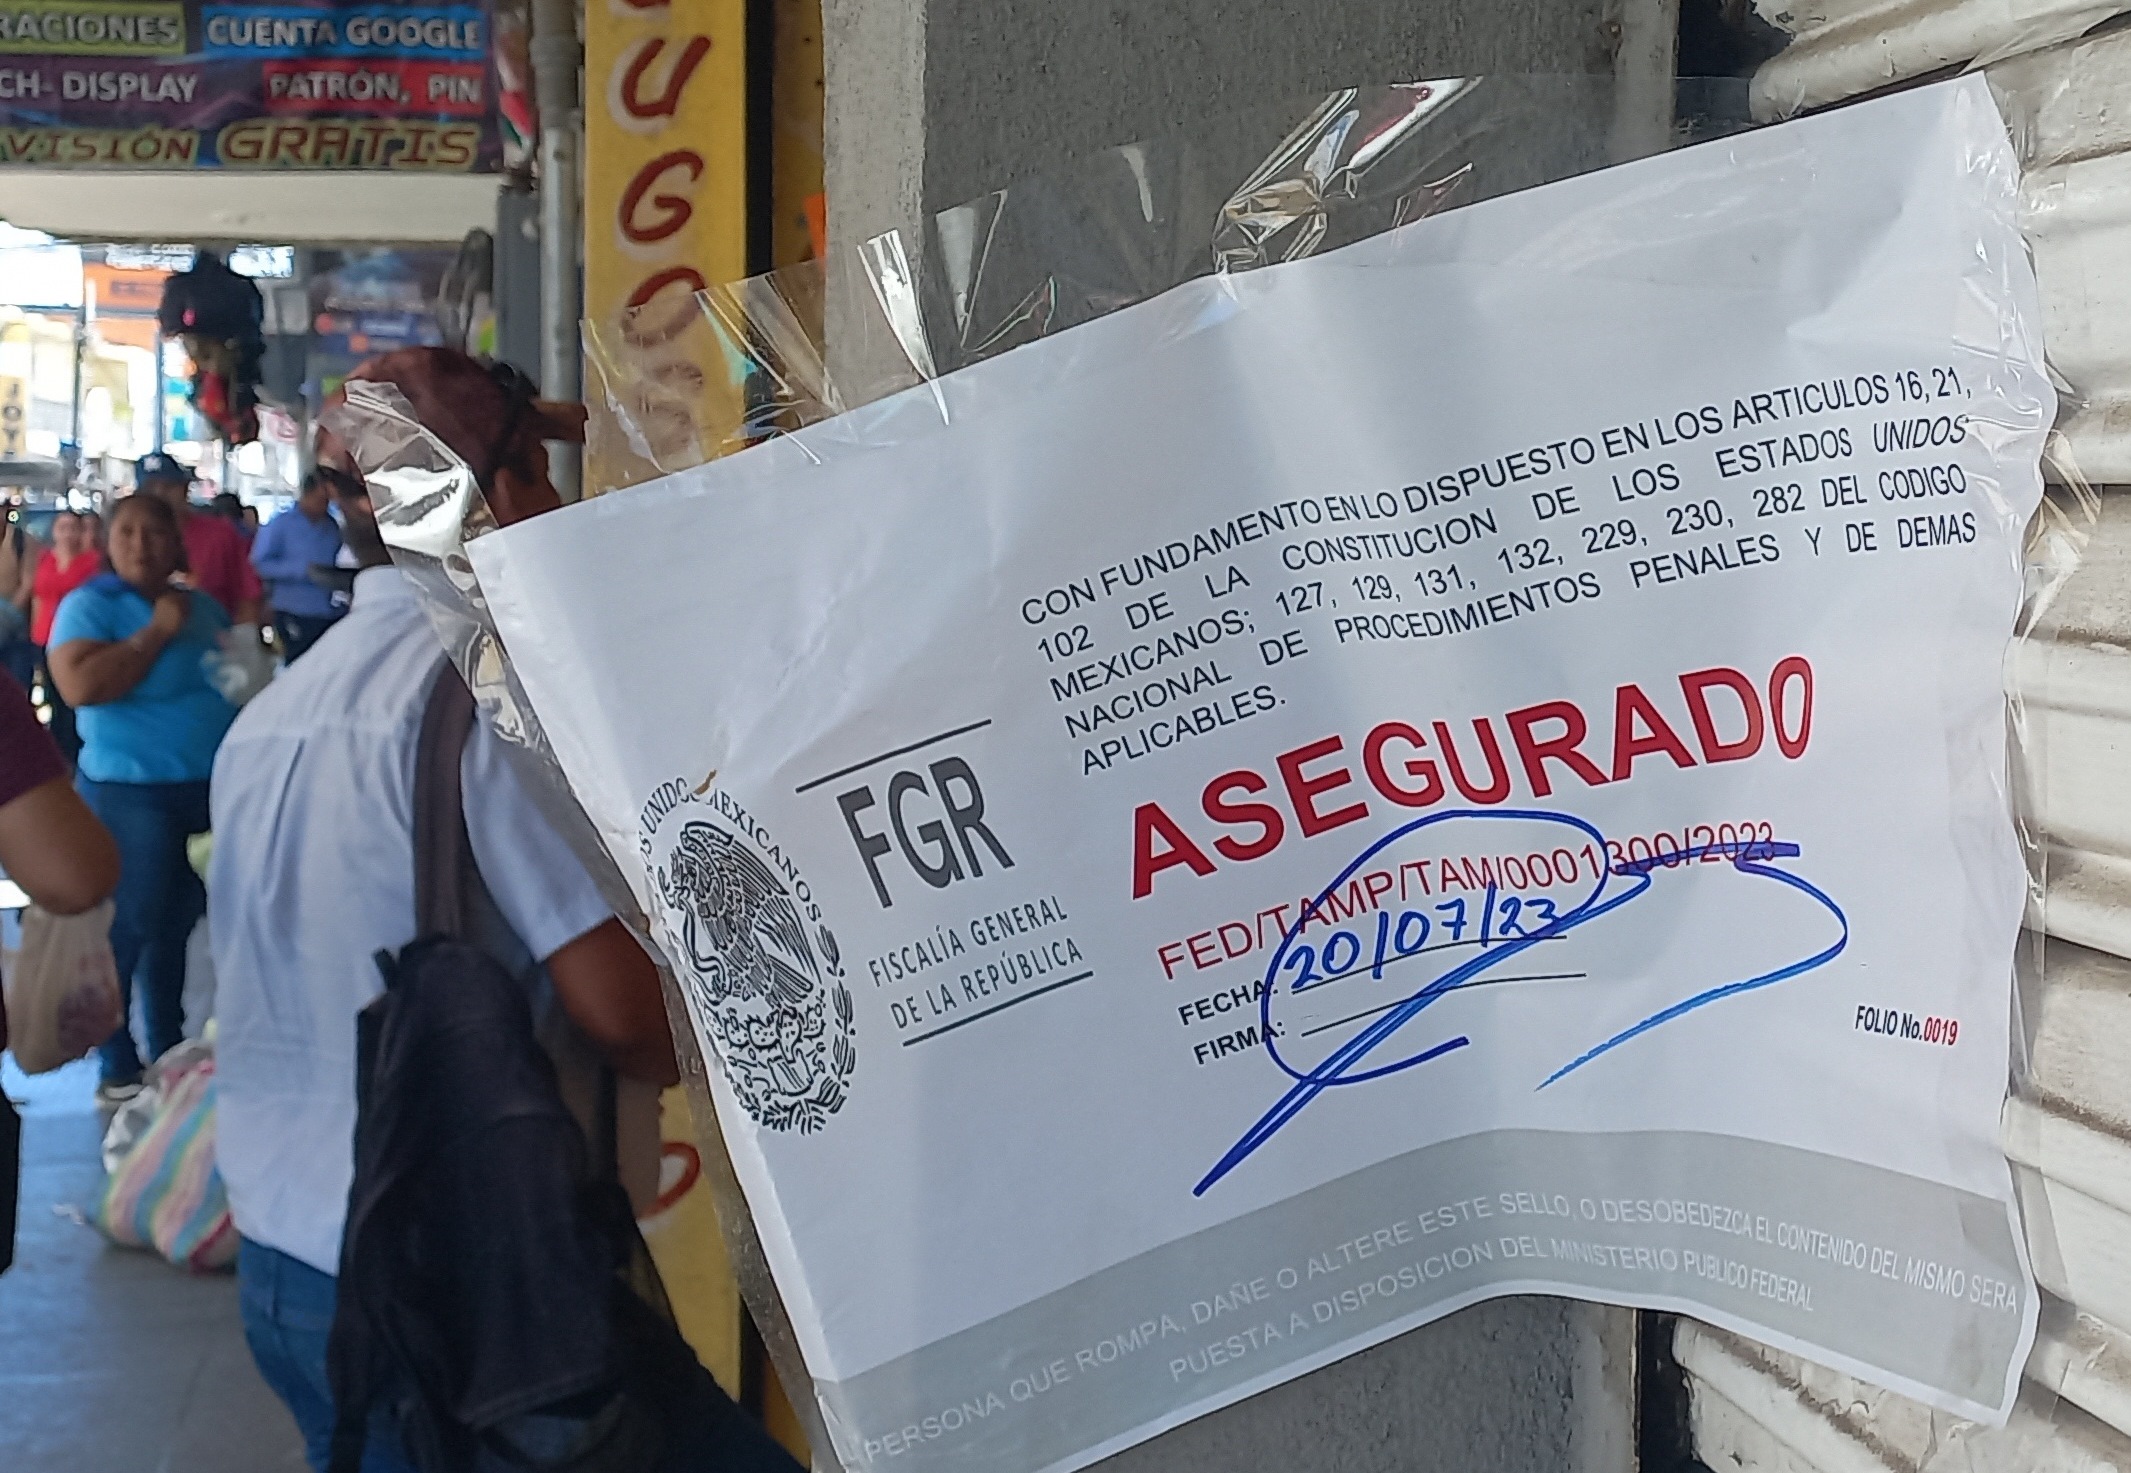 RACIONES CUENTA GOOGLE
CH- DISPLAY PATRÓN, PIN
VISIÓN GRATIS
UGO
CON FUNDAMENTO EN LO DISPUESTO EN LOS ARTICULOS 16, 21,
102 DE LA CONSTITUCION DE LOS ESTADOS UNIDOS
MEXICANOS; 127, 129, 131, 132, 229, 230, 282 DEL CODIGO
NACIONAL DE PROCEDIMIENTOS PENALES Y DE DEMAS
APLICABLES.
UNIDOS MEXICANOS
FGR
FISCALÍA GENERAL
DE LA REPÚBLICA
ASEGURADO
FED/TAMP/TAM/0001300/2023
FECHA: 20/07/23
FIRMA:
FOLIO No.0019
PERSONA QUE ROMPA, DAÑE O ALTERE ESTE SELLO, O DESOBEDEZCA EL CONTENIDO DEL MISMO SERA
PUESTA A DISPOSICION DEL MINISTERIO PUBLICO FEDERAL